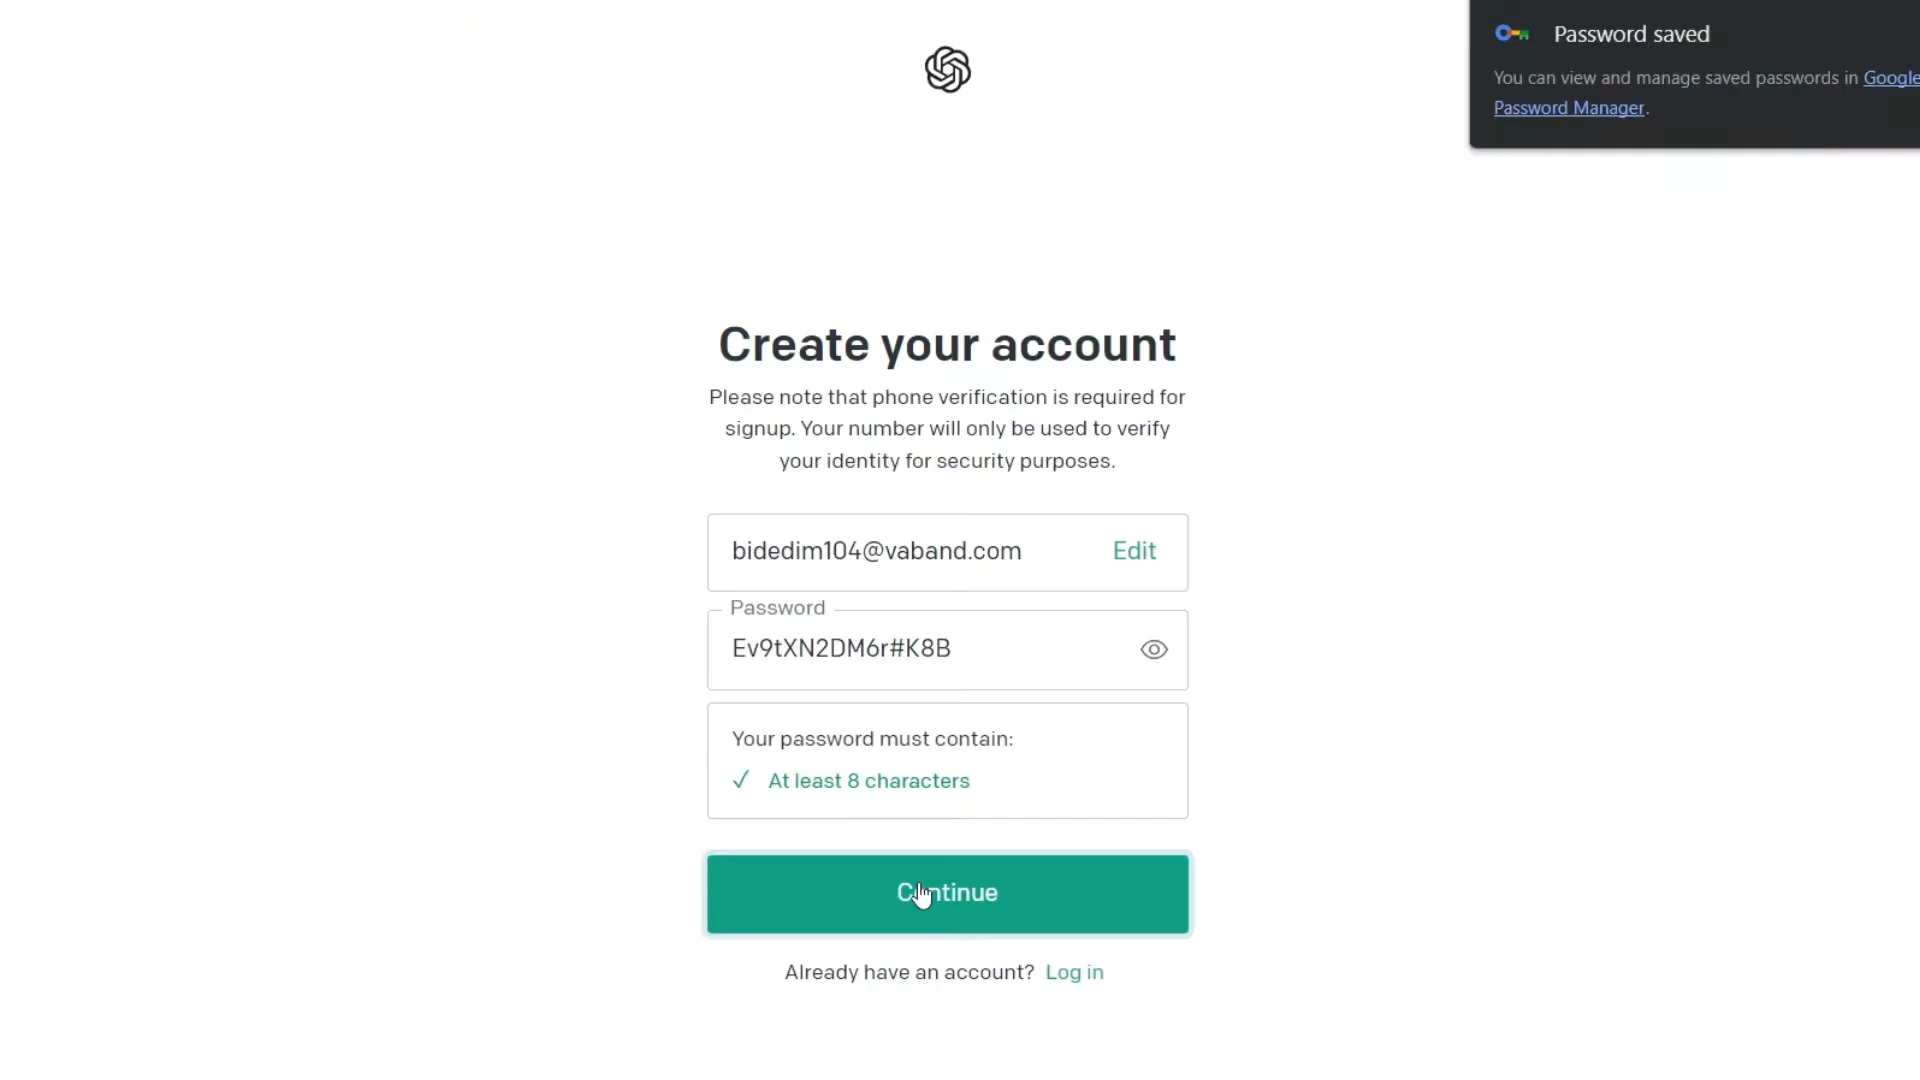 Password saved
You can view and manage saved passwords in Google
Password Manager.
Create your account
Please note that phone verification is required for
signup. Your number will only be used to verify
your identity for security purposes.
bidedim104@vaband.com Edit
Password
Ev9tXN2DM6r#K8B
Your password must contain:
✓ At least 8 characters
Continue
Already have an account? Log in